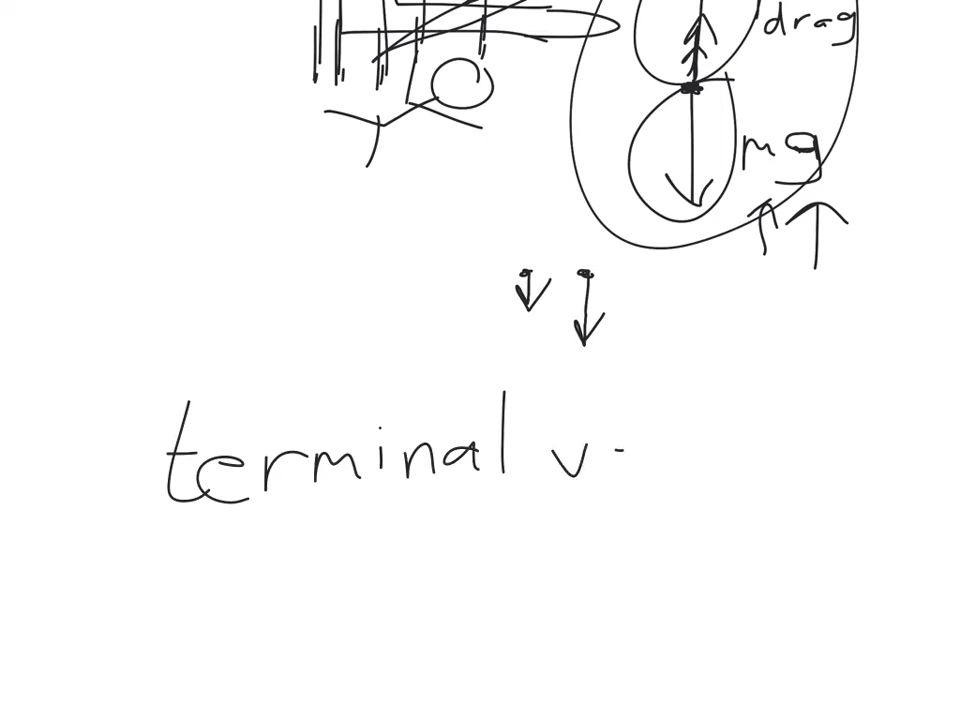 drag
mg
terminal v-